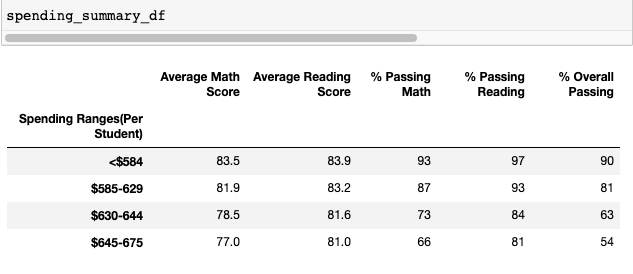 spending_summary_df
Average Math Score Average Reading Score % Passing Math % Passing Reading % Overall Passing
Spending Ranges(Per Student)
<$584 83.5 83.9 93 97 90
$585-629 81.9 83.2 87 93 81
$630-644 78.5 81.6 73 84 63
$645-675 77.0 81.0 66 81 54